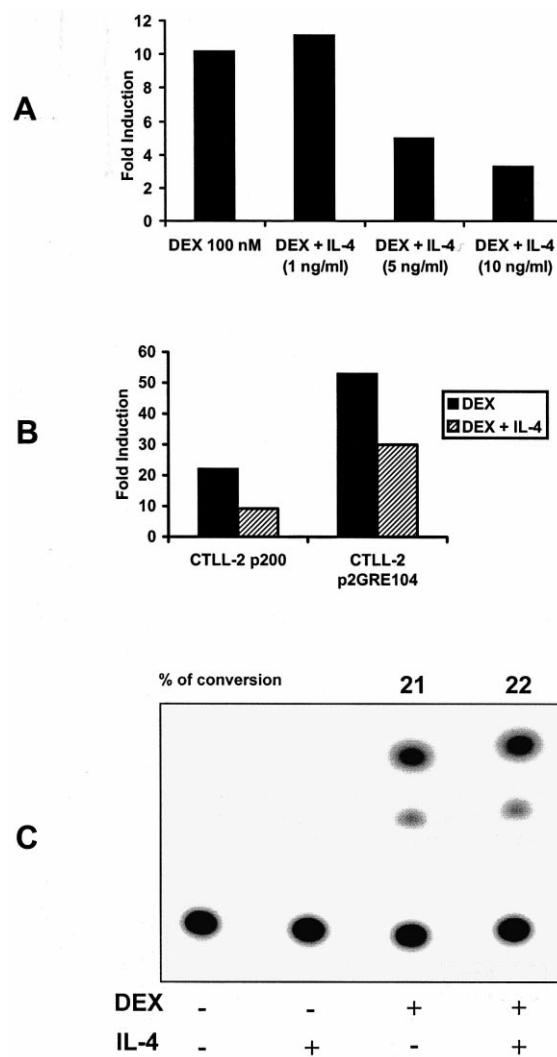 A
Fold Induction
12
10
8
6
4
2
0
DEX 100 nM
DEX + IL-4
(1 ng/ml)
DEX + IL-4
(5 ng/ml)
DEX + IL-4
(10 ng/ml)
B
Fold Induction
60
50
40
30
20
10
0
CTLL-2 p200
CTLL-2
p2GRE104
DEX
DEX + IL-4
C
% of conversion 21 22
DEX - - + +
IL-4 - + - +